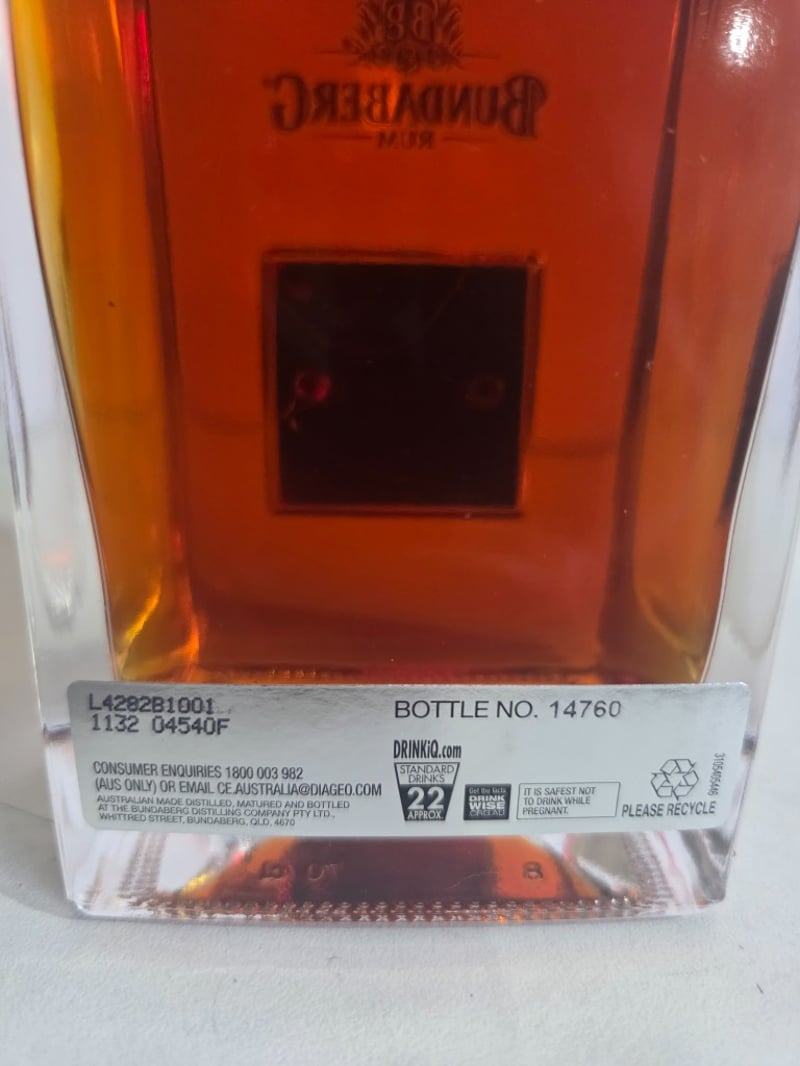 BUNDABERG
RUM
L4282B1001
1132 04540F
BOTTLE NO. 14760
CONSUMER ENQUIRIES 1800 003 982
(AUS ONLY) OR EMAIL CE.AUSTRALIA@DIAGEO.COM
AUSTRALIAN MADE DISTILLED, MATURED AND BOTTLED
AT THE BUNDABERG DISTILLING COMPANY PTY LTD.,
WHITTRED STREET, BUNDABERG, QLD, 4670
DRINKiQ.com
STANDARD
DRINKS
22
APPROX.
Get the facts
DRINK
WISE
ORG.AU
IT IS SAFEST NOT
TO DRINK WHILE
PREGNANT.
PLEASE RECYCLE